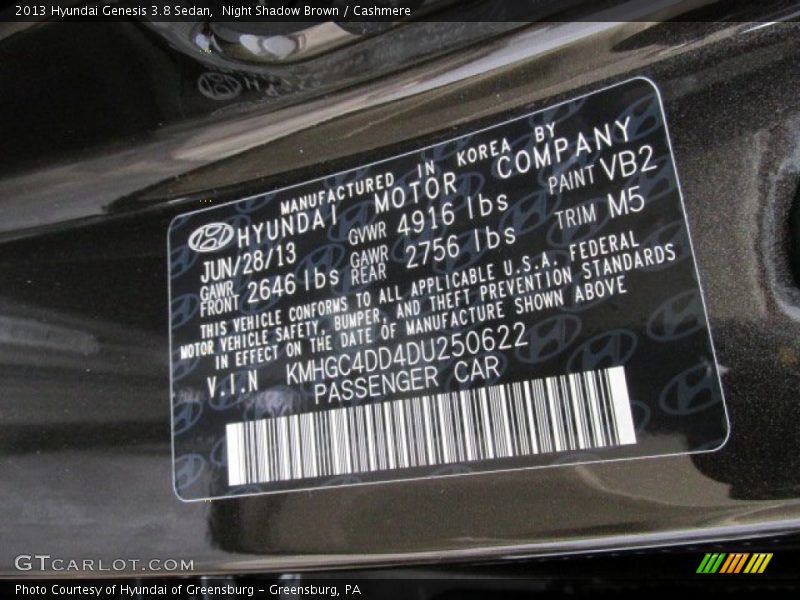 2013 Hyundai Genesis 3.8 Sedan, Night Shadow Brown / Cashmere
MANUFACTURED IN KOREA BY
HYUNDAI MOTOR COMPANY
JUN/28/13 GVWR 4916 lbs PAINT VB2
GAWR FRONT 2646 lbs GAWR REAR 2756 lbs TRIM M5
THIS VEHICLE CONFORMS TO ALL APPLICABLE U.S.A. FEDERAL
MOTOR VEHICLE SAFETY, BUMPER, AND THEFT PREVENTION STANDARDS
IN EFFECT ON THE DATE OF MANUFACTURE SHOWN ABOVE
V.I.N KMHGC4DD4DU250622
PASSENGER CAR
GTCARLOT.COM
Photo Courtesy of Hyundai of Greensburg - Greensburg, PA